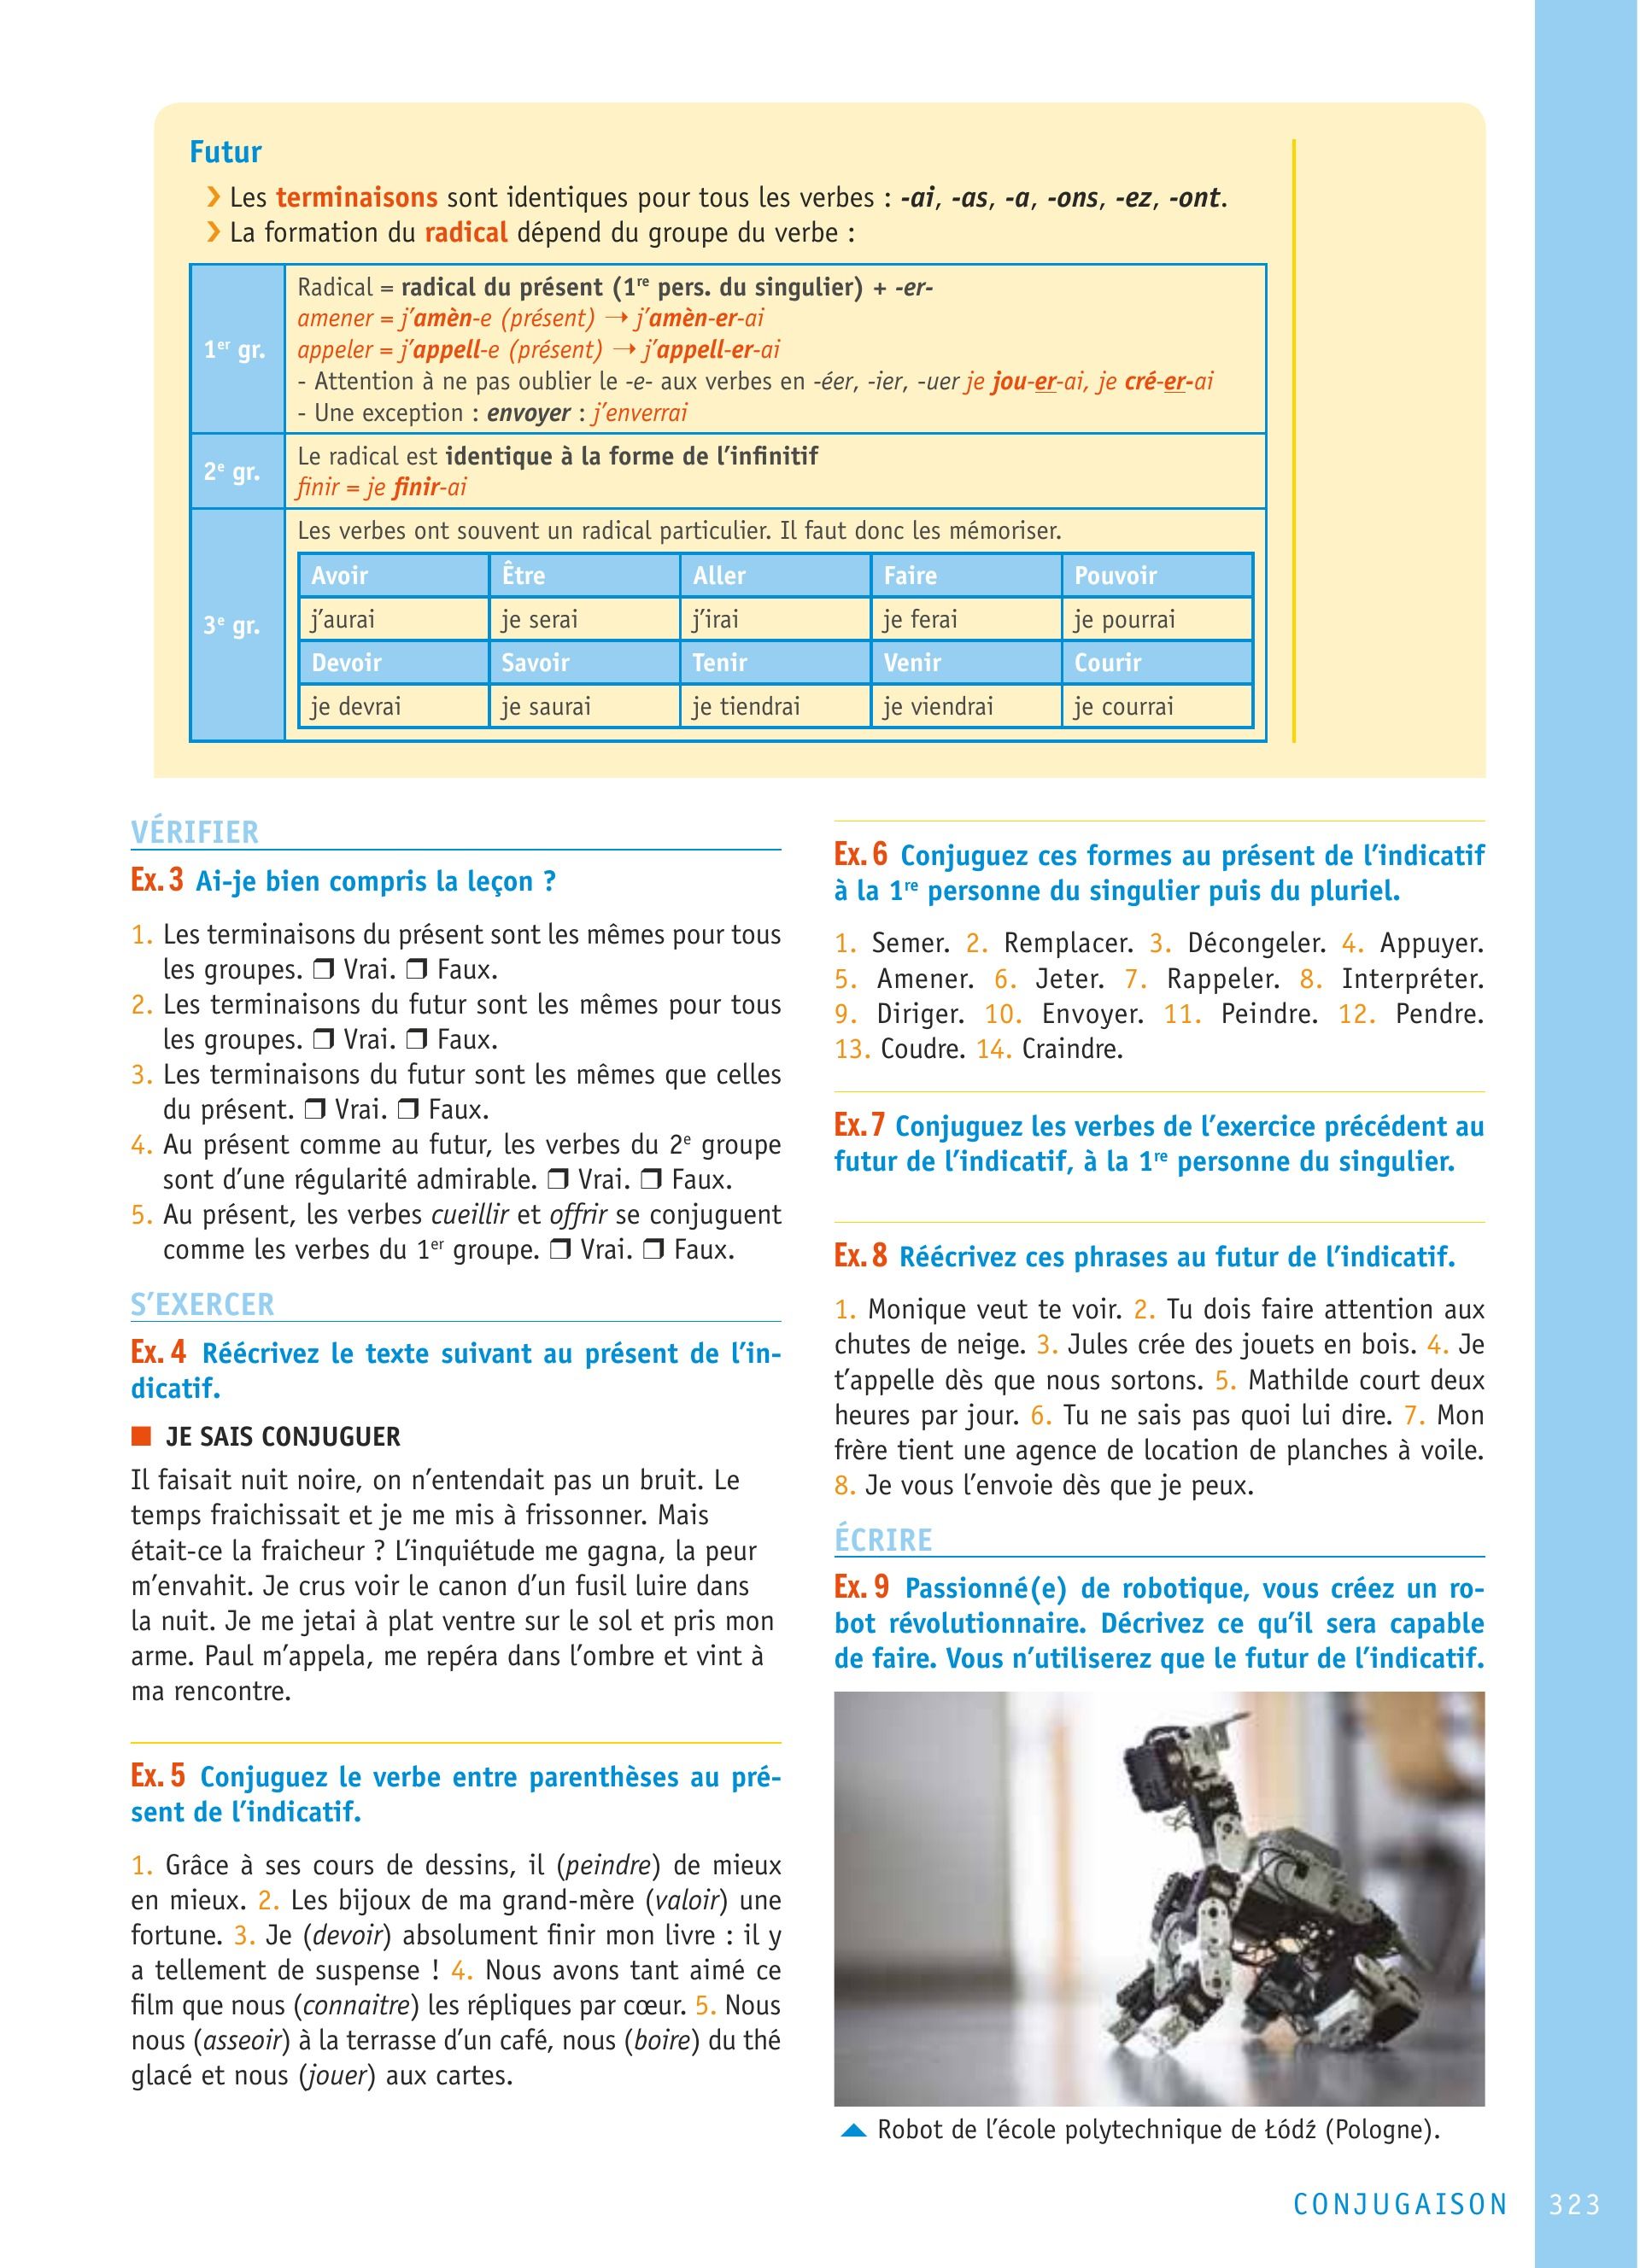 Futur
❯ Les terminaisons sont identiques pour tous les verbes : -ai, -as, -a, -ons, -ez, -ont.
❯ La formation du radical dépend du groupe du verbe :
1er gr.
Radical = radical du présent (1re pers. du singulier) + -er-
amener = j’amèn-e (présent) → j’amèn-er-ai
appeler = j’appell-e (présent) → j’appell-er-ai
- Attention à ne pas oublier le -e- aux verbes en -éer, -ier, -uer je jou-er-ai, je cré-er-ai
- Une exception : envoyer : j’enverrai
2e gr.
Le radical est identique à la forme de l’infinitif
finir = je finir-ai
3e gr.
Les verbes ont souvent un radical particulier. Il faut donc les mémoriser.
Avoir Être Aller Faire Pouvoir
j’aurai je serai j’irai je ferai je pourrai
Devoir Savoir Tenir Venir Courir
je devrai je saurai je tiendrai je viendrai je courrai
VÉRIFIER
Ex. 3 Ai-je bien compris la leçon ?
1. Les terminaisons du présent sont les mêmes pour tous
les groupes. ❒ Vrai. ❒ Faux.
2. Les terminaisons du futur sont les mêmes pour tous
les groupes. ❒ Vrai. ❒ Faux.
3. Les terminaisons du futur sont les mêmes que celles
du présent. ❒ Vrai. ❒ Faux.
4. Au présent comme au futur, les verbes du 2e groupe
sont d’une régularité admirable. ❒ Vrai. ❒ Faux.
5. Au présent, les verbes cueillir et offrir se conjuguent
comme les verbes du 1er groupe. ❒ Vrai. ❒ Faux.
S’EXERCER
Ex. 4 Réécrivez le texte suivant au présent de l’in-
dicatif.
■ JE SAIS CONJUGUER
Il faisait nuit noire, on n’entendait pas un bruit. Le
temps fraichissait et je me mis à frissonner. Mais
était-ce la fraicheur ? L’inquiétude me gagna, la peur
m’envahit. Je crus voir le canon d’un fusil luire dans
la nuit. Je me jetai à plat ventre sur le sol et pris mon
arme. Paul m’appela, me repéra dans l’ombre et vint à
ma rencontre.
Ex. 5 Conjuguez le verbe entre parenthèses au pré-
sent de l’indicatif.
1. Grâce à ses cours de dessins, il (peindre) de mieux
en mieux. 2. Les bijoux de ma grand-mère (valoir) une
fortune. 3. Je (devoir) absolument finir mon livre : il y
a tellement de suspense ! 4. Nous avons tant aimé ce
film que nous (connaitre) les répliques par cœur. 5. Nous
nous (asseoir) à la terrasse d’un café, nous (boire) du thé
glacé et nous (jouer) aux cartes.
Ex. 6 Conjuguez ces formes au présent de l’indicatif
à la 1re personne du singulier puis du pluriel.
1. Semer. 2. Remplacer. 3. Décongeler. 4. Appuyer.
5. Amener. 6. Jeter. 7. Rappeler. 8. Interpréter.
9. Diriger. 10. Envoyer. 11. Peindre. 12. Pendre.
13. Coudre. 14. Craindre.
Ex. 7 Conjuguez les verbes de l’exercice précédent au
futur de l’indicatif, à la 1re personne du singulier.
Ex. 8 Réécrivez ces phrases au futur de l’indicatif.
1. Monique veut te voir. 2. Tu dois faire attention aux
chutes de neige. 3. Jules crée des jouets en bois. 4. Je
t’appelle dès que nous sortons. 5. Mathilde court deux
heures par jour. 6. Tu ne sais pas quoi lui dire. 7. Mon
frère tient une agence de location de planches à voile.
8. Je vous l’envoie dès que je peux.
ÉCRIRE
Ex. 9 Passionné(e) de robotique, vous créez un ro-
bot révolutionnaire. Décrivez ce qu’il sera capable
de faire. Vous n’utiliserez que le futur de l’indicatif.
Robot de l’école polytechnique de Łódź (Pologne).
CONJUGAISON 323